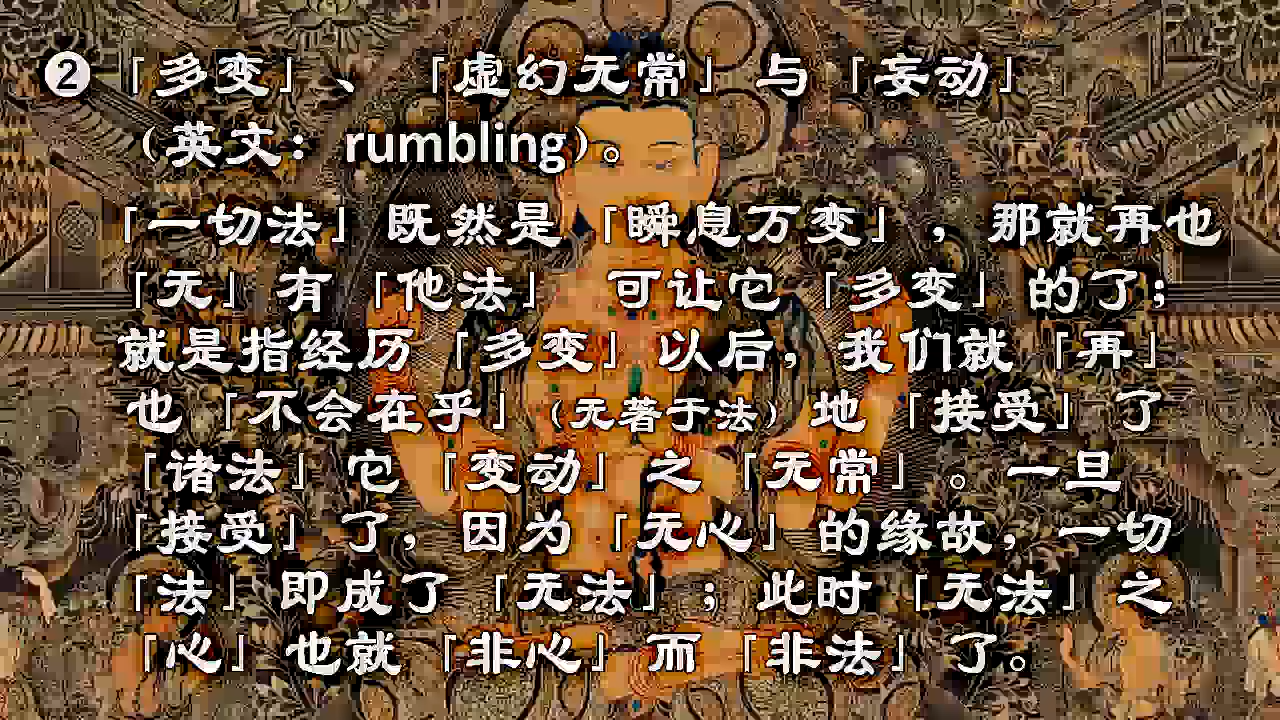 ❷「多变」、「虚幻无常」与「妄动」
（英文：rumbling）。
「一切法」既然是「瞬息万变」，那就再也
「无」有「他法」可让它「多变」的了；
就是指经历「多变」以后，我们就「再」
也「不会在乎」（无著于法）地「接受」了
「诸法」它「变动」之「无常」。一旦
「接受」了，因为「无心」的缘故，一切
「法」即成了「无法」；此时「无法」之
「心」也就「非心」而「非法」了。